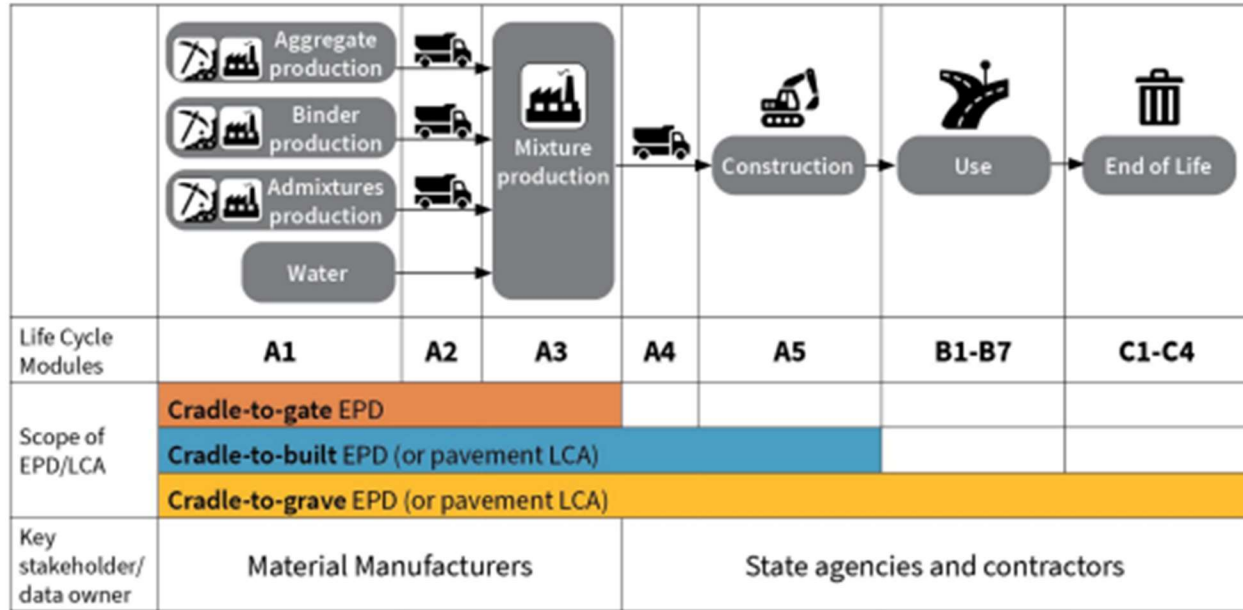 Aggregate
production
Binder
production
Admixtures
production
Water
Mixture
production
Construction
Use
End of Life
Life Cycle
Modules
A1
A2
A3
A4
A5
B1-B7
C1-C4
Scope of
EPD/LCA
Cradle-to-gate EPD
Cradle-to-built EPD (or pavement LCA)
Cradle-to-grave EPD (or pavement LCA)
Key
stakeholder/
data owner
Material Manufacturers
State agencies and contractors